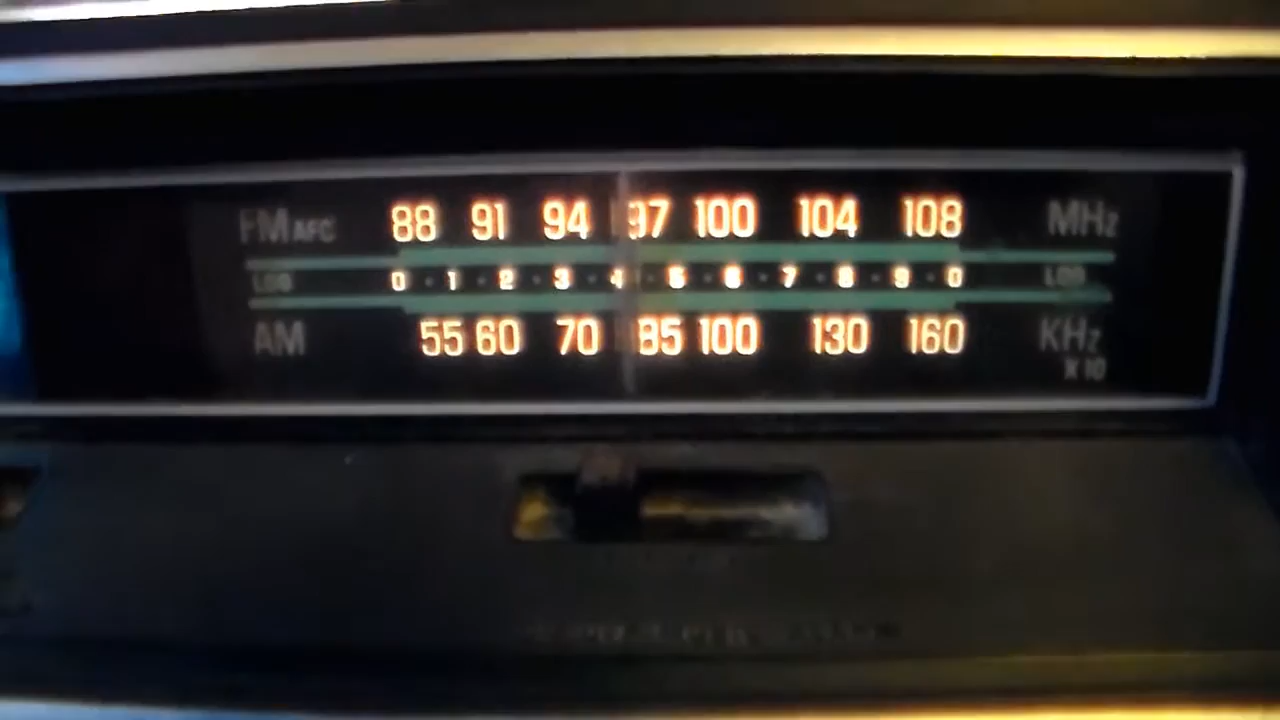 FM AFC 88 91 94 97 100 104 108 MHz
LOG 0 · 1 · 2 · 3 · 4 · 5 · 6 · 7 · 8 · 9 · 0 LOG
AM 55 60 70 85 100 130 160 KHz
X 10